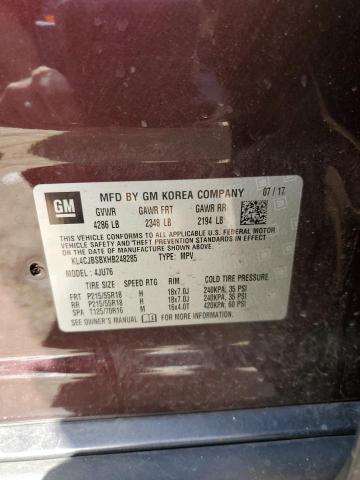 GM MFD BY GM KOREA COMPANY 07/17
GVWR GAWR FRT GAWR RR
4286 LB 2348 LB 2194 LB
THIS VEHICLE CONFORMS TO ALL APPLICABLE U.S. FEDERAL MOTOR
VEHICLE SAFETY AND THEFT PREVENTION STANDARDS IN EFFECT ON
THE DATE OF MANUFACTURE SHOWN ABOVE.
KL4CJBSBXHB248285 TYPE: MPV
MODEL: 4JU76
TIRE SIZE SPEED RTG RIM COLD TIRE PRESSURE
FRT P215/55R18 H 18x7.0J 240KPA, 35 PSI
RR P215/55R18 H 18x7.0J 240KPA, 35 PSI
SPA T125/70R16 M 16x4.0T 420KPA, 60 PSI
SEE OWNER'S MANUAL FOR MORE INFORMATION